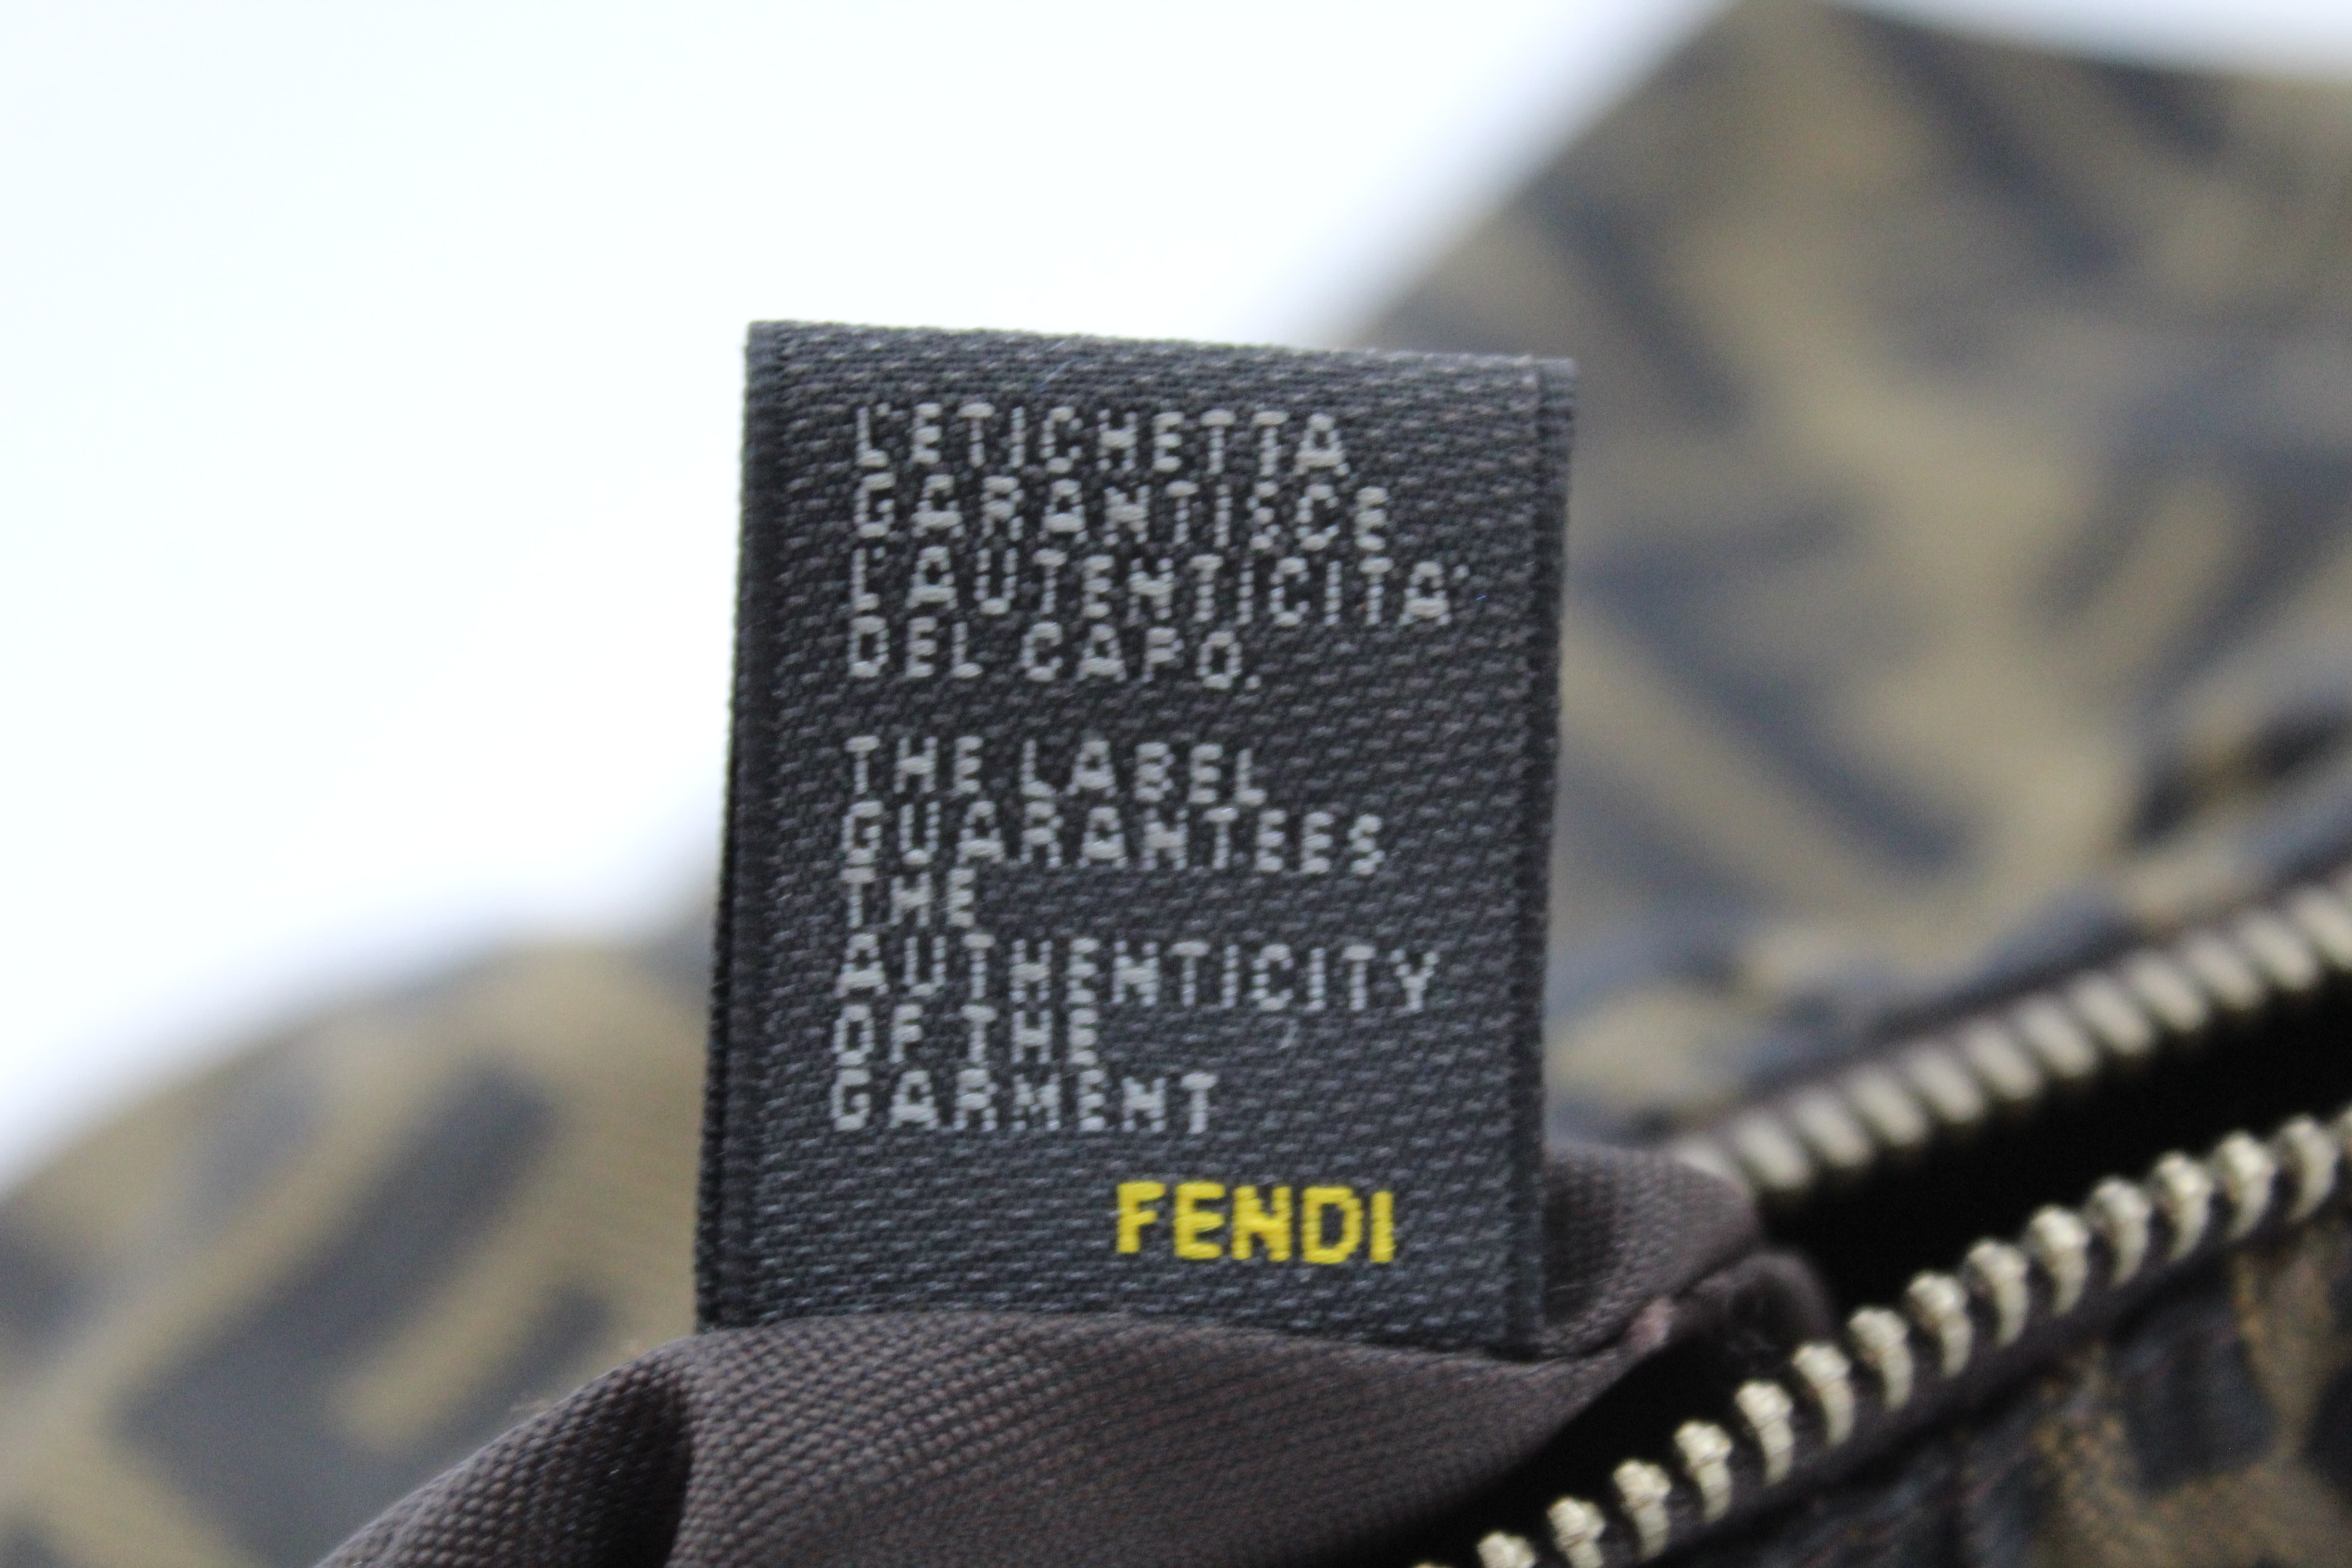 L'ETICHETTA
GARANTISCE
L'AUTENTICITA'
DEL CAPO.
THE LABEL
GUARANTEES
THE
AUTHENTICITY
OF THE
GARMENT
FENDI